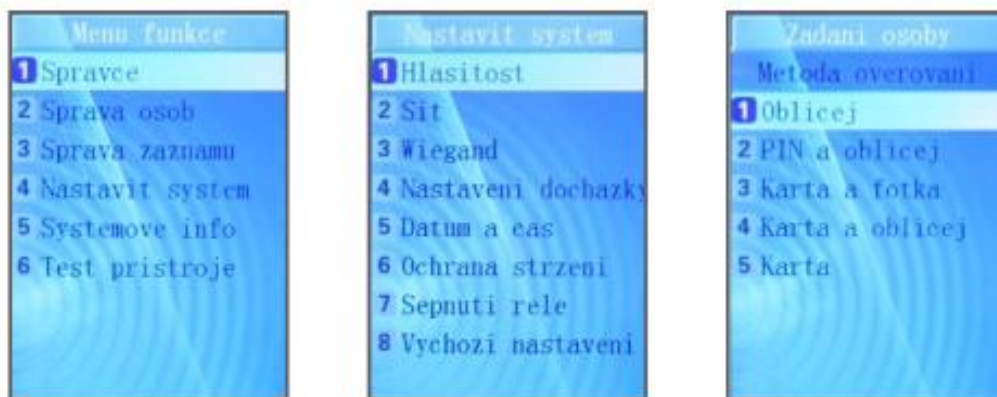 Menu funkce
1 Spravce
2 Sprava osob
3 Sprava zaznamu
4 Nastavit system
5 Systemove info
6 Test pristroje
Nastavit system
1 Hlasitost
2 Sit
3 Wiegand
4 Nastaveni dochazky
5 Datum a cas
6 Ochrana strzeni
7 Sepnuti rele
8 Vychozi nastaveni
Zadani osoby
Metoda overovani
1 Oblicej
2 PIN a oblicej
3 Karta a fotka
4 Karta a oblicej
5 Karta